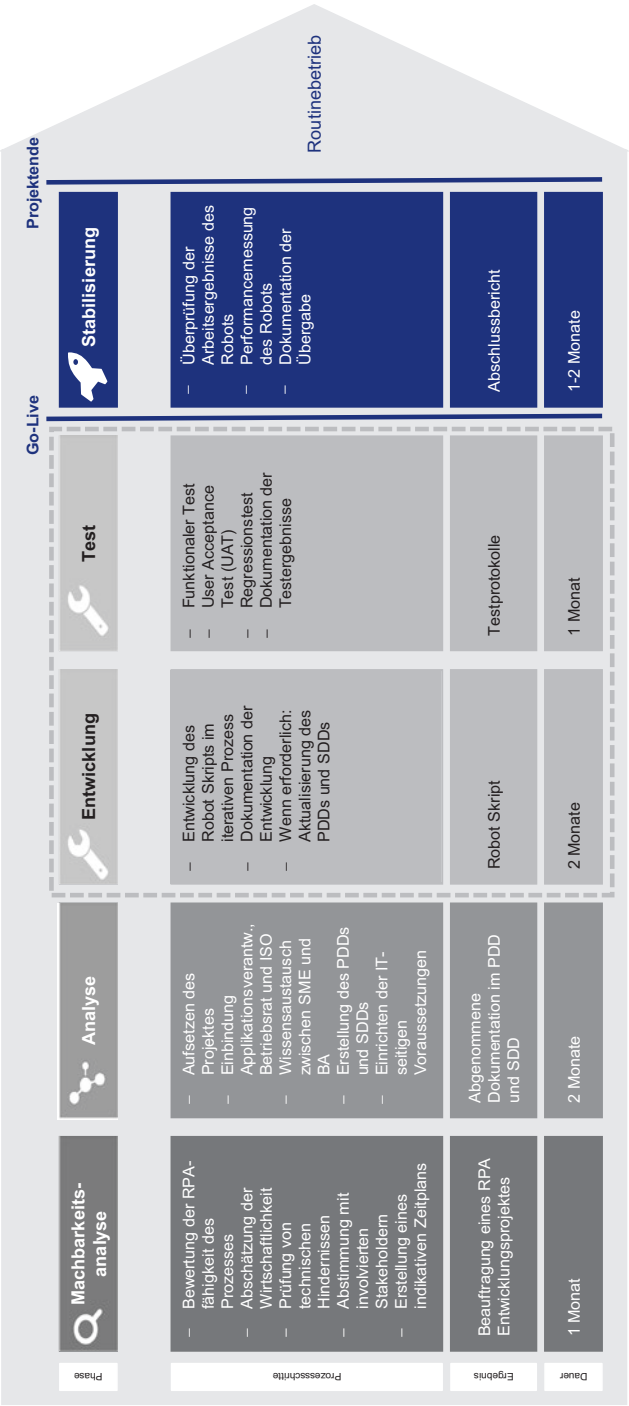 Go-Live
Projektende
Phase
Machbarkeits-
analyse
Analyse
Entwicklung
Test
Stabilisierung
Prozessschritte
– Bewertung der RPA-
fähigkeit des
Prozesses
– Abschätzung der
Wirtschaftlichkeit
– Prüfung von
technischen
Hindernissen
– Abstimmung mit
involvierten
Stakeholdern
– Erstellung eines
indikativen Zeitplans
– Aufsetzen des
Projektes
– Einbindung
Applikationsverantw.,
Betriebsrat und ISO
– Wissensaustausch
zwischen SME und
BA
– Erstellung des PDDs
und SDDs
– Einrichten der IT-
seitigen
Voraussetzungen
– Entwicklung des
Robot Skripts im
iterativen Prozess
– Dokumentation der
Entwicklung
– Wenn erforderlich:
Aktualisierung des
PDDs und SDDs
– Funktionaler Test
– User Acceptance
Test (UAT)
– Regressionstest
– Dokumentation der
Testergebnisse
– Überprüfung der
Arbeitsergebnisse des
Robots
– Performancemessung
des Robots
– Dokumentation der
Übergabe
Routinebetrieb
Ergebnis
Beauftragung eines RPA
Entwicklungsprojektes
Abgenommene
Dokumentation im PDD
und SDD
Robot Skript
Testprotokolle
Abschlussbericht
Dauer
1 Monat
2 Monate
2 Monate
1 Monat
1-2 Monate